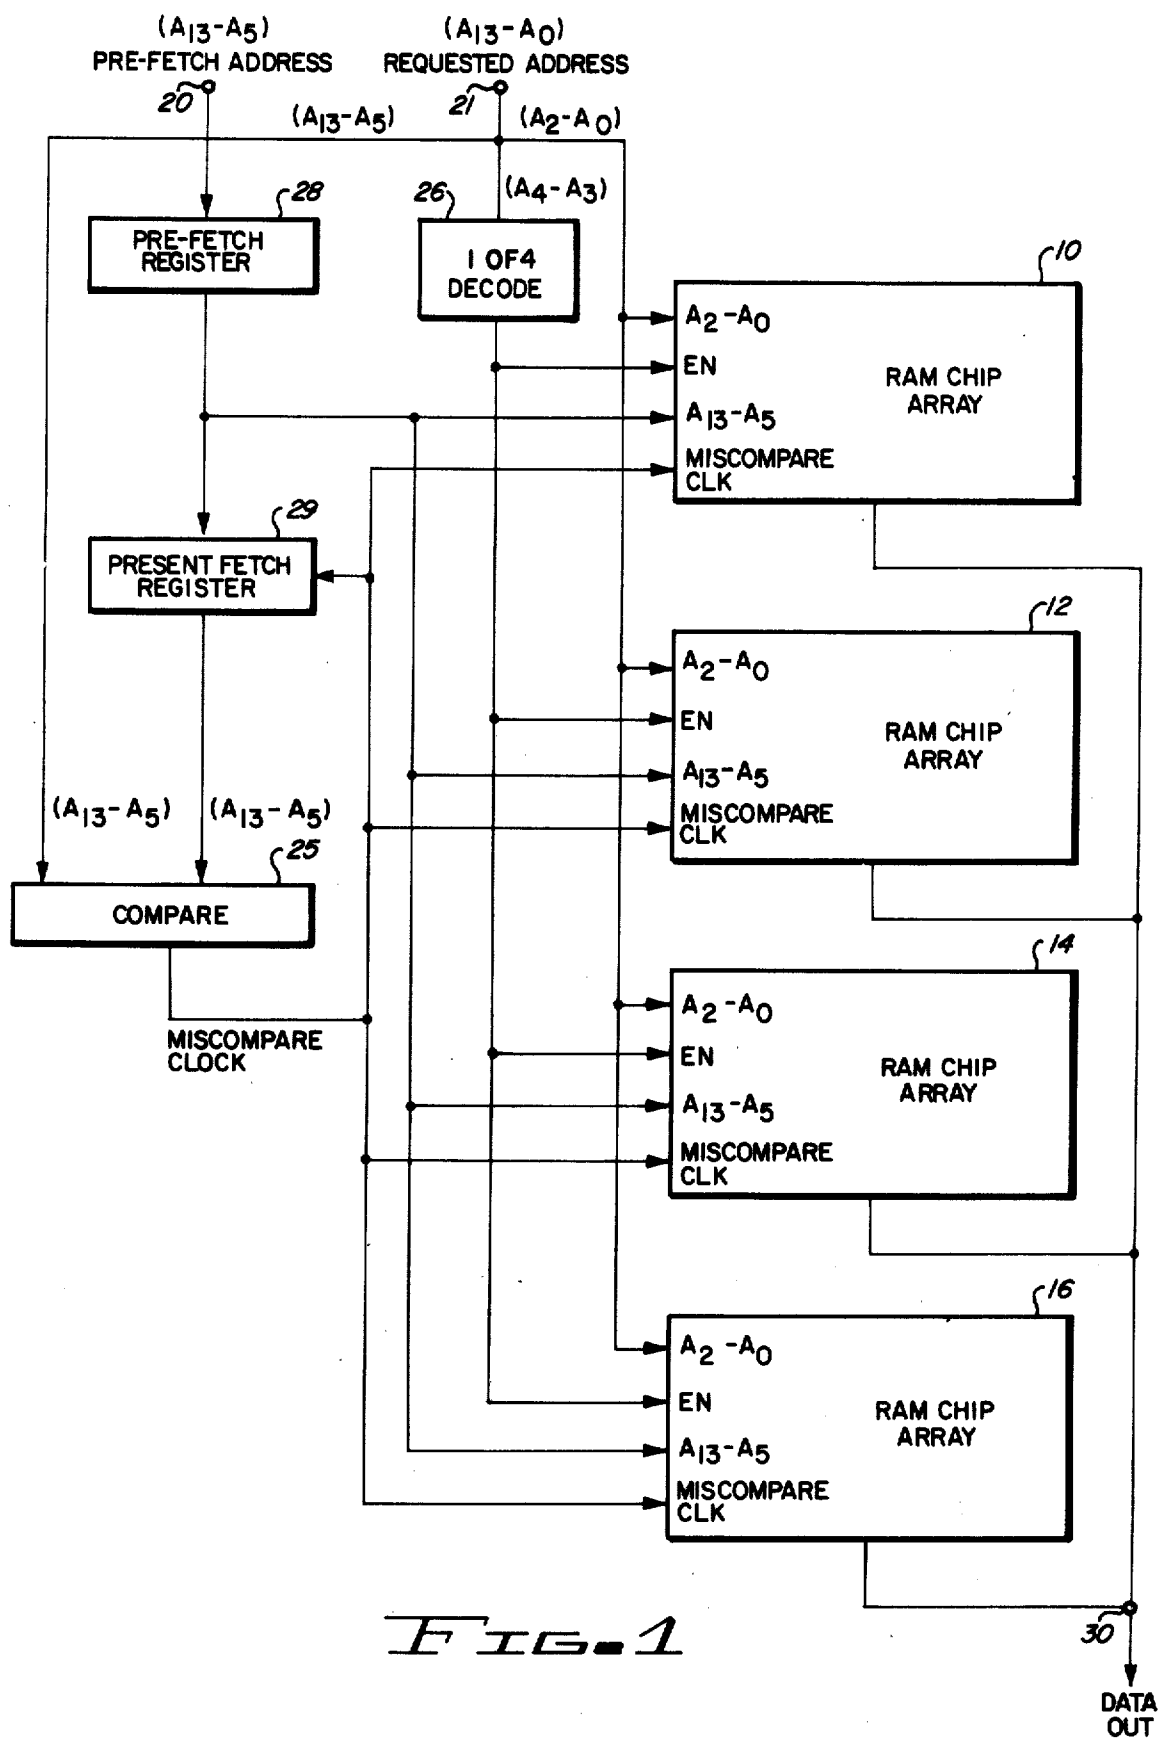 (A13-A5)
PRE-FETCH ADDRESS
20
(A13-A0)
REQUESTED ADDRESS
21
(A13-A5)
(A2-A0)
(A4-A3)
28
PRE-FETCH
REGISTER
26
1 OF 4
DECODE
10
A2-A0
EN
A13-A5
MISCOMPARE
CLK
RAM CHIP
ARRAY
29
PRESENT FETCH
REGISTER
12
A2-A0
EN
A13-A5
MISCOMPARE
CLK
RAM CHIP
ARRAY
(A13-A5)
(A13-A5)
25
COMPARE
MISCOMPARE
CLOCK
14
A2-A0
EN
A13-A5
MISCOMPARE
CLK
RAM CHIP
ARRAY
16
A2-A0
EN
A13-A5
MISCOMPARE
CLK
RAM CHIP
ARRAY
30
DATA
OUT
FIG-1